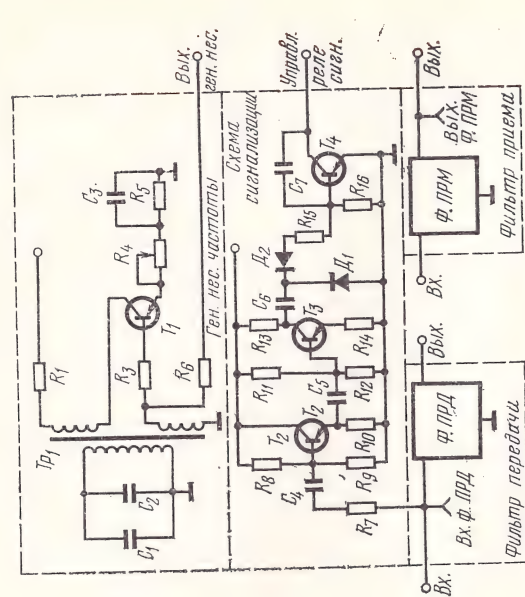 Ген. нес. частоты
Вых.
ген. нес.
Тр1
C1
C2
R1
R3
R6
T1
R4
C3
R5
Схема
сигнализации
Управл.
реле
сигн.
R8
T2
R11
R13
T3
C6
Д2
R15
C7
T4
C4
R9
R10
T2
C5
R12
R14
Д1
R16
R7
Вх.
Вх. ф. ПРД
Ф. ПРД
Вых.
Фильтр передачи
Вх.
Ф. ПРМ
Вых.
Вых.
Ф. ПРМ
Фильтр приема